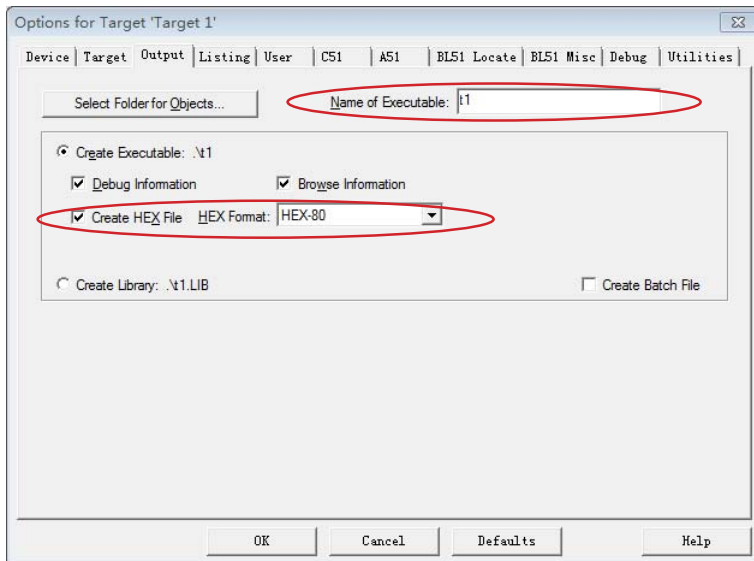 Options for Target 'Target 1'
Device Target Output Listing User C51 A51 BL51 Locate BL51 Misc Debug Utilities
Select Folder for Objects... Name of Executable: t1
Create Executable: .\t1
Debug Information Browse Information
Create HEX File HEX Format: HEX-80
Create Library: .\t1.LIB Create Batch File
OK Cancel Defaults Help